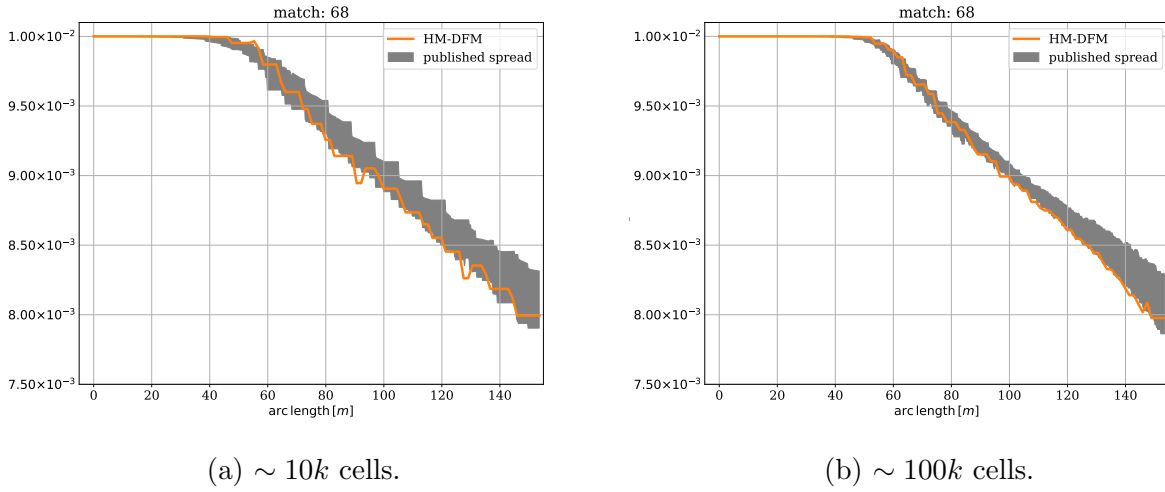 match: 68
1.00×10⁻²
9.50×10⁻³
9.00×10⁻³
8.50×10⁻³
8.00×10⁻³
7.50×10⁻³
HM-DFM
published spread
0 20 40 60 80 100 120 140
arc length [m]
(a) ∼ 10k cells.
match: 68
1.00×10⁻²
9.50×10⁻³
9.00×10⁻³
8.50×10⁻³
8.00×10⁻³
7.50×10⁻³
HM-DFM
published spread
0 20 40 60 80 100 120 140
arc length [m]
(b) ∼ 100k cells.